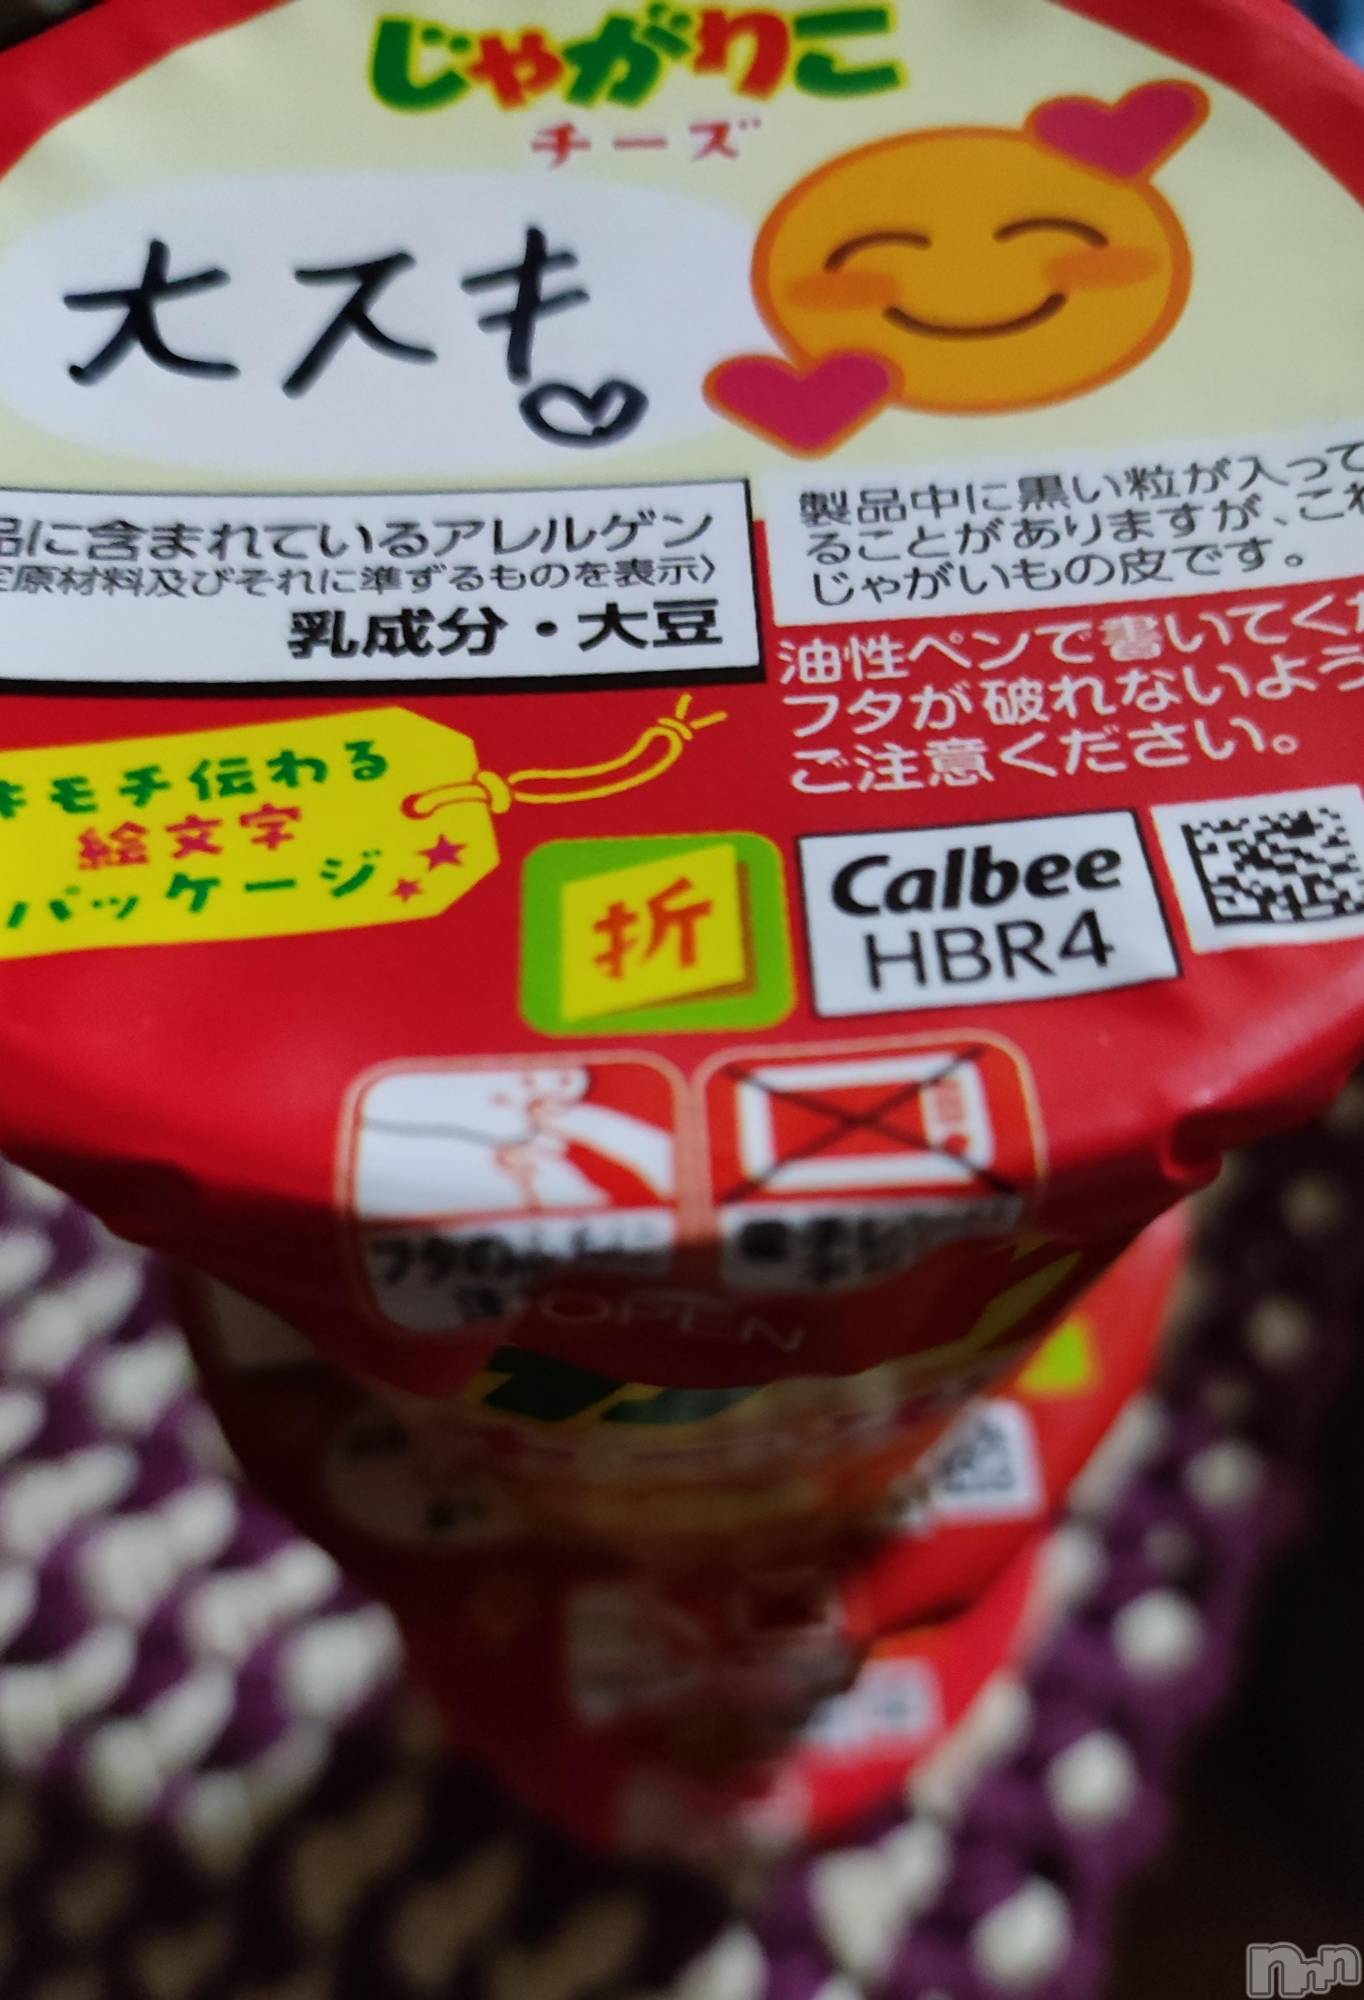 じゃがりこ
チーズ
大スキ
品に含まれているアレルゲン
原材料及びそれに準ずるものを表示〉
乳成分・大豆
製品中に黒い粒が入って
ることがありますが、これ
じゃがいもの皮です。
油性ペンで書いてくだ
フタが破れないよう
ご注意ください。
キモチ伝わる
絵文字
パッケージ
折
Calbee
HBR4
フタの
OPEN
nnn